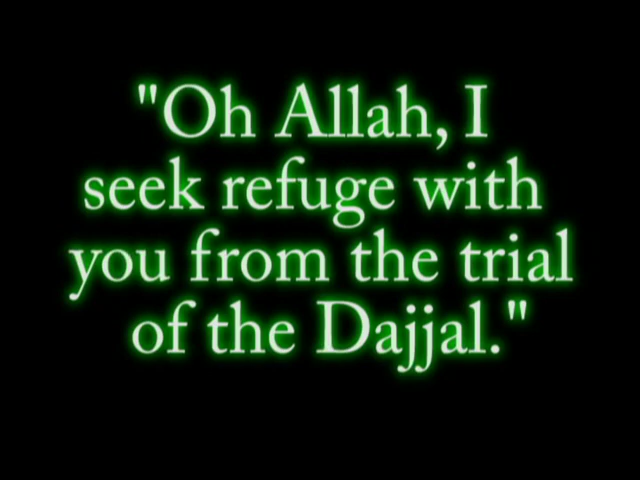 "Oh Allah, I
seek refuge with
you from the trial
of the Dajjal."